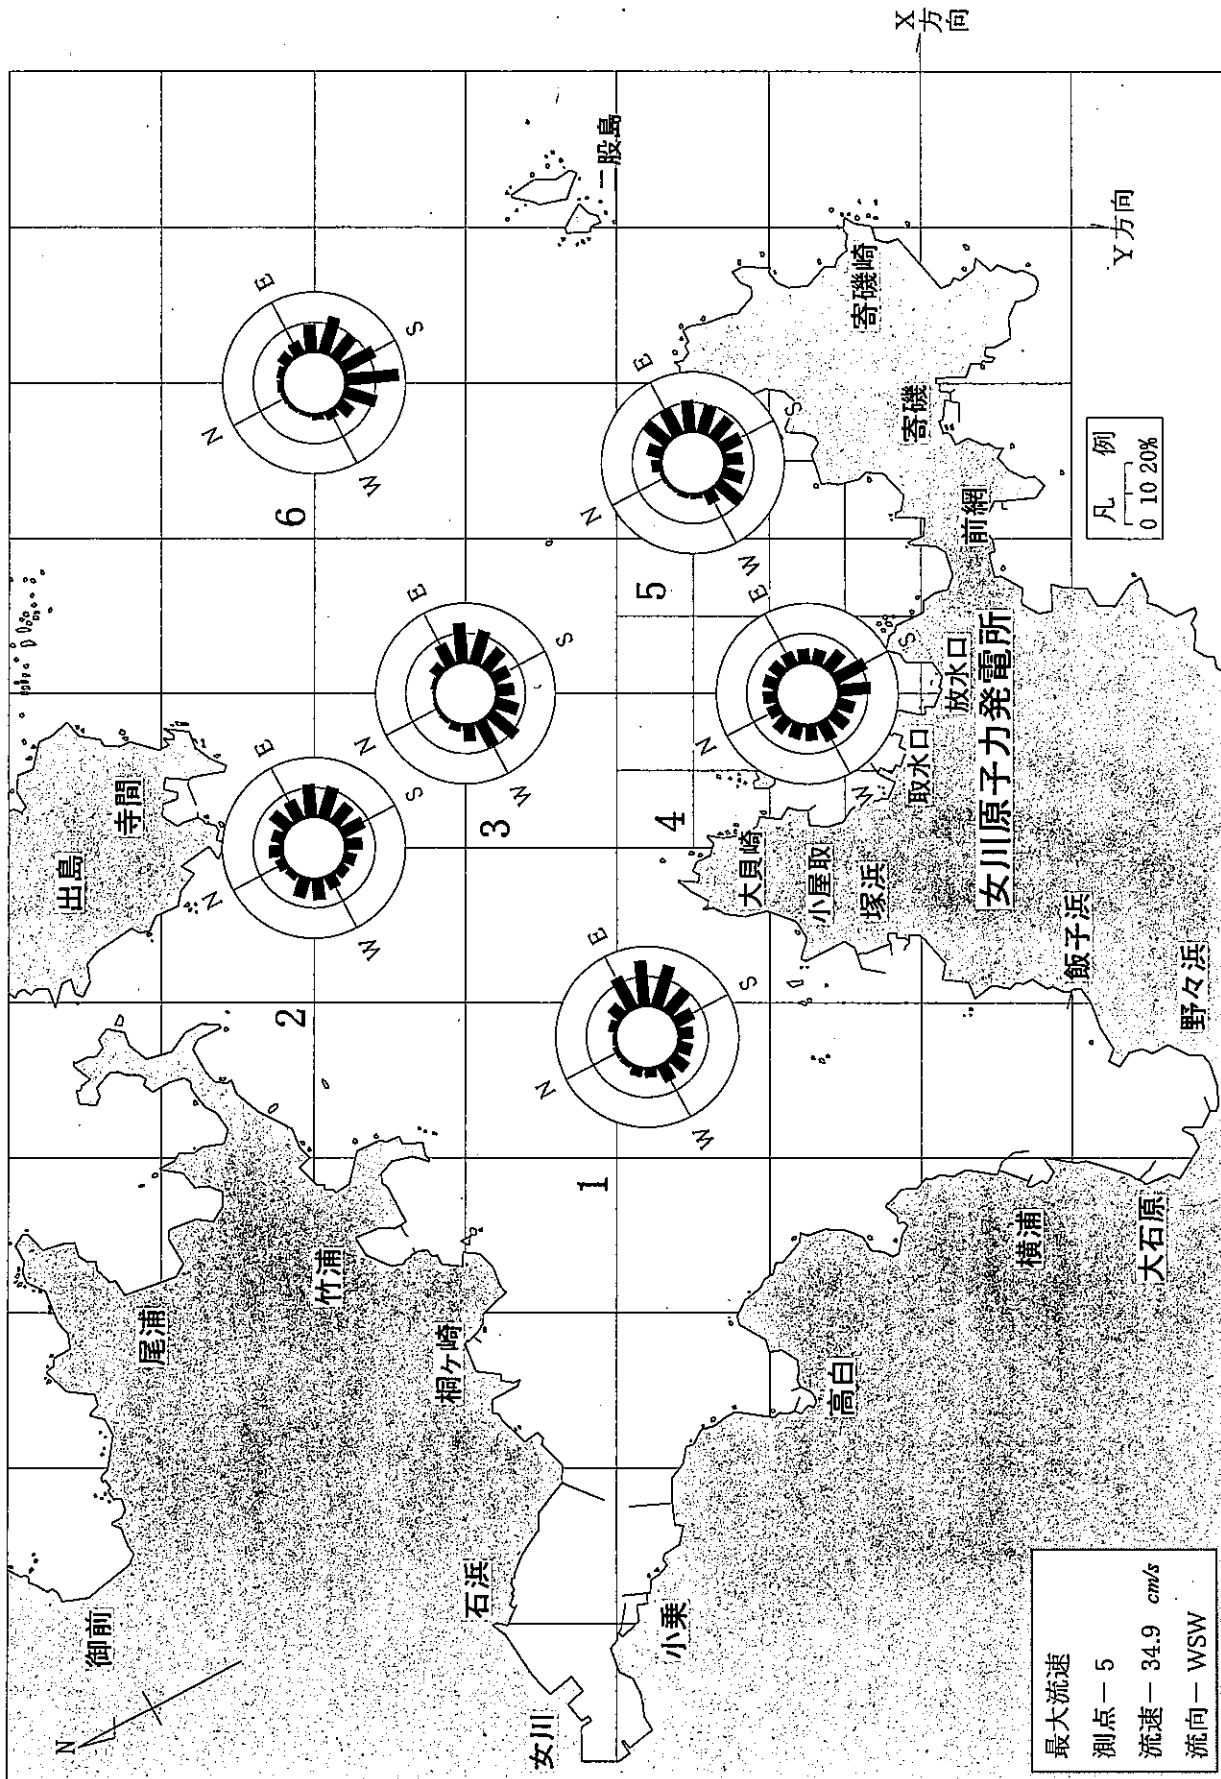 X
方向
Y方向
二股島
寄磯崎
寄磯
前網
凡 例
0 10 20%
N
E
S
W
6
N
E
S
W
5
N
E
S
W
3
N
E
S
W
4
N
E
S
W
2
N
E
S
W
1
出島
寺間
放水口
取水口
女川原子力発電所
大貝崎
小屋取
塚浜
飯子浜
野々浜
尾浦
竹浦
桐ヶ崎
高白
横浦
大石原
御前
石浜
小乗
女川
N
最大流速
測点－5
流速－34.9 cm/s
流向－WSW